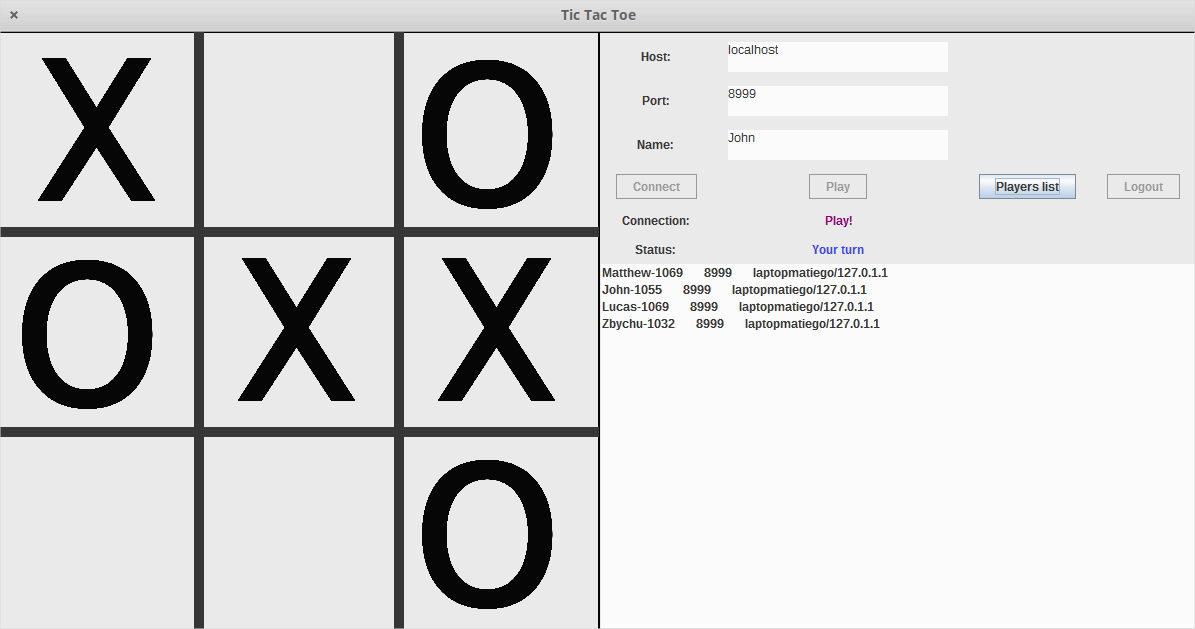 ×
Tic Tac Toe
X O
O X X
O
Host: localhost
Port: 8999
Name: John
Connect Play Players list Logout
Connection: Play!
Status: Your turn
Matthew-1069 8999 laptopmatiego/127.0.1.1
John-1055 8999 laptopmatiego/127.0.1.1
Lucas-1069 8999 laptopmatiego/127.0.1.1
Zbychu-1032 8999 laptopmatiego/127.0.1.1